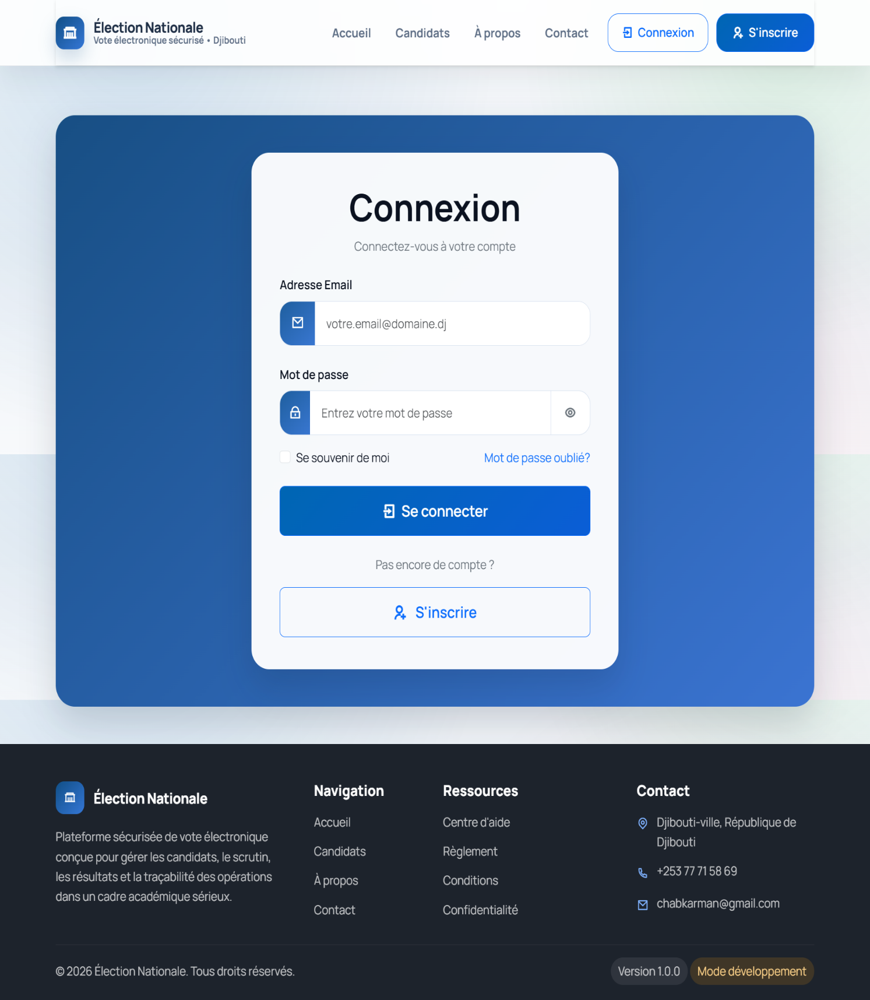 Élection Nationale
Vote électronique sécurisé • Djibouti
Accueil
Candidats
À propos
Contact
Connexion
S'inscrire
Connexion
Connectez-vous à votre compte
Adresse Email
votre.email@domaine.dj
Mot de passe
Entrez votre mot de passe
Se souvenir de moi
Mot de passe oublié?
Se connecter
Pas encore de compte ?
S'inscrire
Élection Nationale
Plateforme sécurisée de vote électronique
conçue pour gérer les candidats, le scrutin,
les résultats et la traçabilité des opérations
dans un cadre académique sérieux.
Navigation
Accueil
Candidats
À propos
Contact
Ressources
Centre d'aide
Règlement
Conditions
Confidentialité
Contact
Djibouti-ville, République de
Djibouti
+253 77 71 58 69
chabkarman@gmail.com
© 2026 Élection Nationale. Tous droits réservés.
Version 1.0.0
Mode développement